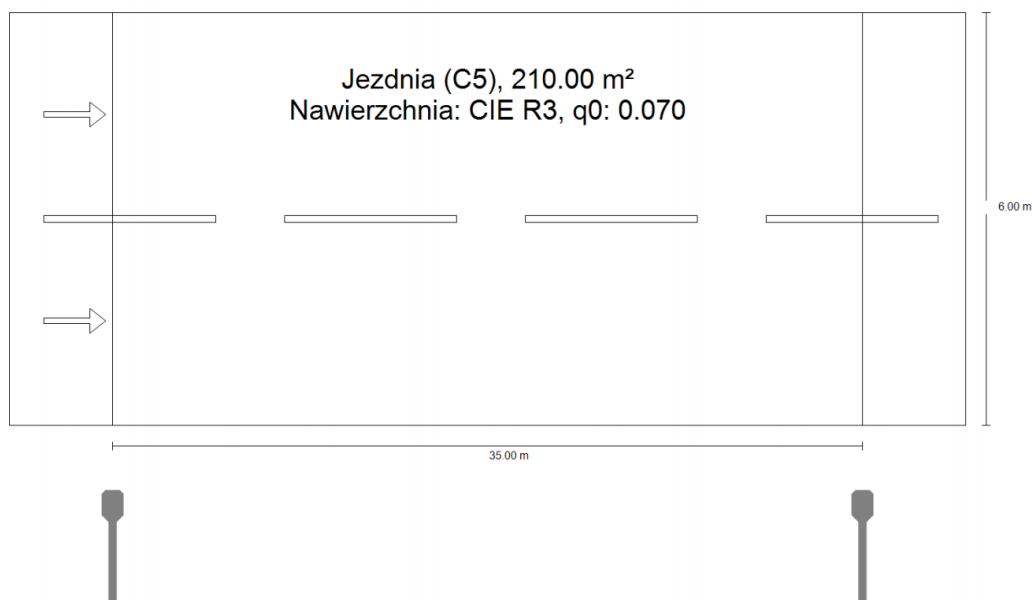 Jezdnia (C5), 210.00 m²
Nawierzchnia: CIE R3, q0: 0.070
6.00 m
35.00 m